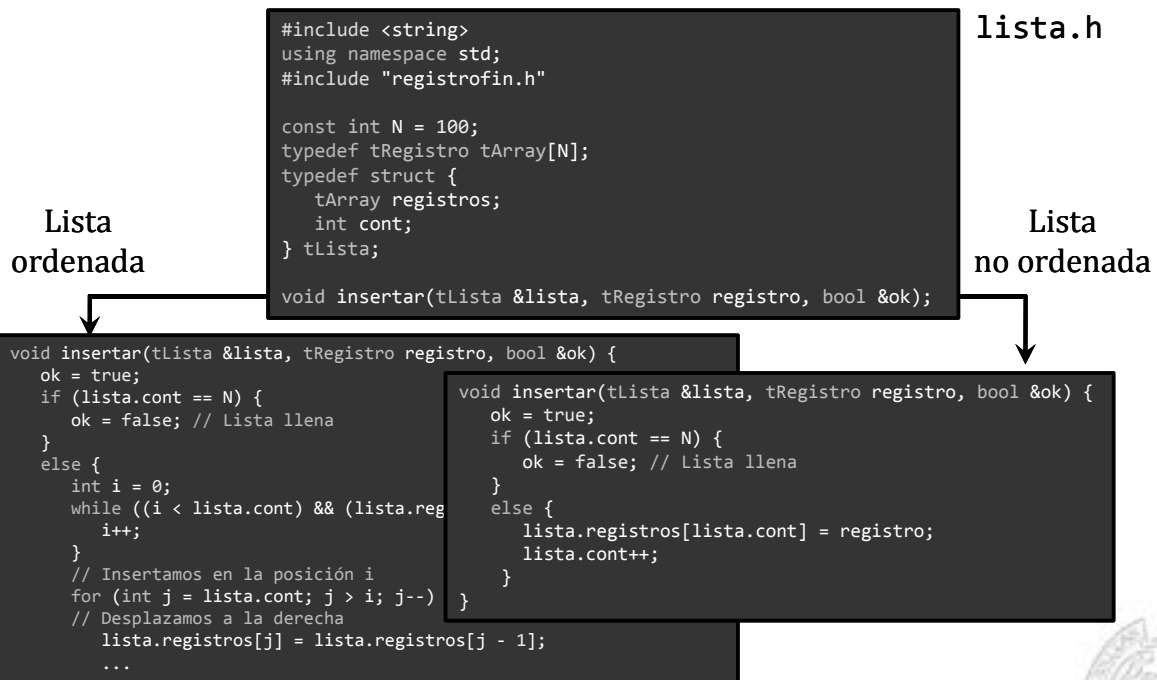 lista.h
#include <string>
using namespace std;
#include "registrofin.h"
const int N = 100;
typedef tRegistro tArray[N];
typedef struct {
   tArray registros;
   int cont;
} tLista;
void insertar(tLista &lista, tRegistro registro, bool &ok);
Lista
ordenada
Lista
no ordenada
void insertar(tLista &lista, tRegistro registro, bool &ok) {
   ok = true;
   if (lista.cont == N) {
      ok = false; // Lista llena
   }
   else {
      int i = 0;
      while ((i < lista.cont) && (lista.reg
         i++;
      }
      // Insertamos en la posición i
      for (int j = lista.cont; j > i; j--)
      // Desplazamos a la derecha
         lista.registros[j] = lista.registros[j - 1];
         ...
void insertar(tLista &lista, tRegistro registro, bool &ok) {
   ok = true;
   if (lista.cont == N) {
      ok = false; // Lista llena
   }
   else {
      lista.registros[lista.cont] = registro;
      lista.cont++;
    }
}